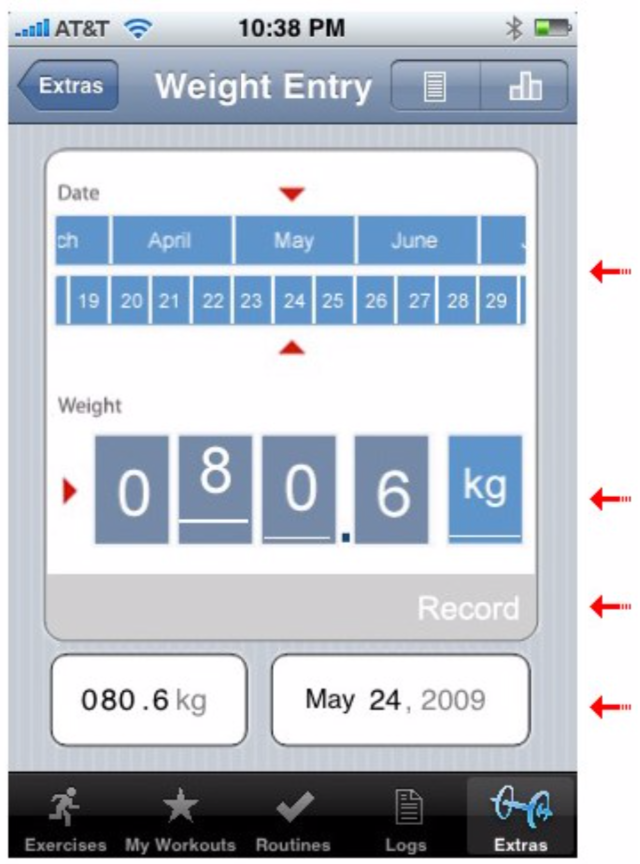 AT&T 10:38 PM
Extras Weight Entry
Date
ch April May June
19 20 21 22 23 24 25 26 27 28 29
Weight
0 8 0 . 6 kg
Record
080.6 kg May 24, 2009
Exercises My Workouts Routines Logs Extras